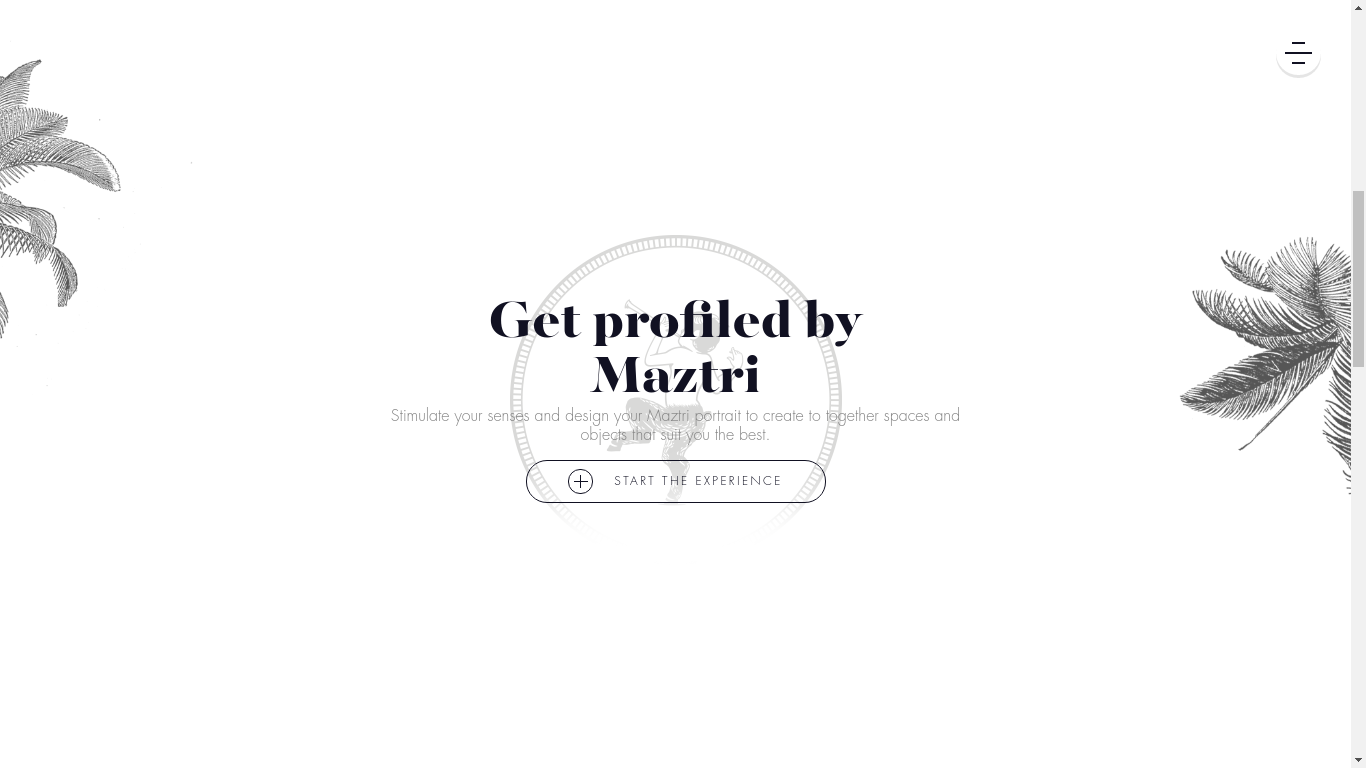 Get profiled by
Maztri
Stimulate your senses and design your Maztri portrait to create to together spaces and
objects that suit you the best.
START THE EXPERIENCE